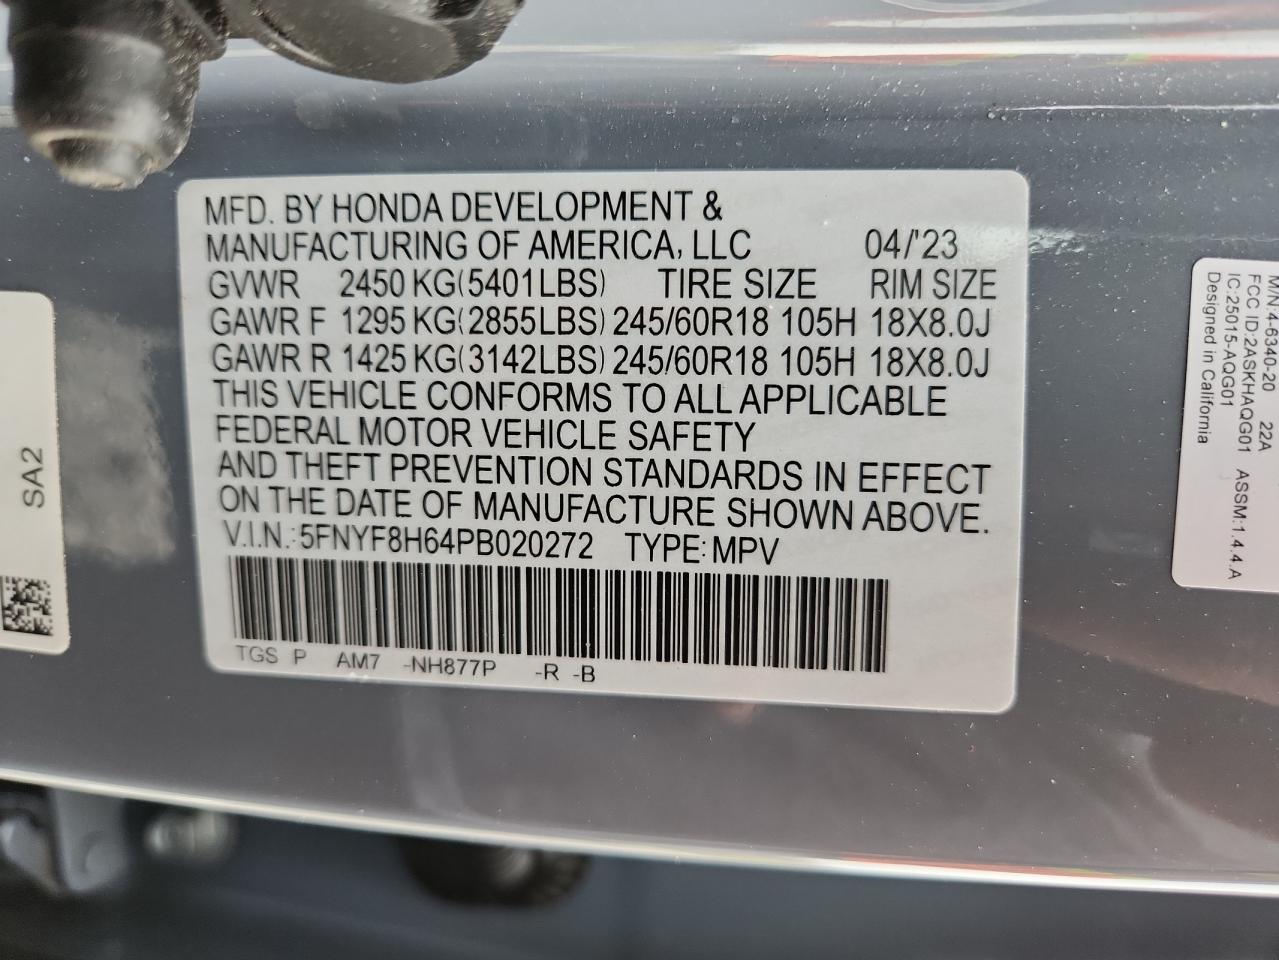 MFD. BY HONDA DEVELOPMENT &
MANUFACTURING OF AMERICA, LLC 04/'23
GVWR 2450 KG(5401LBS) TIRE SIZE RIM SIZE
GAWR F 1295 KG(2855LBS) 245/60R18 105H 18X8.0J
GAWR R 1425 KG(3142LBS) 245/60R18 105H 18X8.0J
THIS VEHICLE CONFORMS TO ALL APPLICABLE
FEDERAL MOTOR VEHICLE SAFETY
AND THEFT PREVENTION STANDARDS IN EFFECT
ON THE DATE OF MANUFACTURE SHOWN ABOVE.
V.I.N.:5FNYF8H64PB020272 TYPE:MPV
TGS P AM7 -NH877P -R -B
SA2
M/N:4-6340-20 22A
FCC ID:2ASKHAQG01 ASSM:1.4.4.A
IC:25015-AQG01
Designed in California